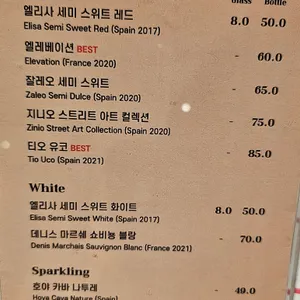 Glass Bottle
엘리사 세미 스위트 레드 8.0 50.0
Elisa Semi Sweet Red (Spain 2017)
엘레베이션 BEST - 60.0
Elevation (France 2020)
잘레오 세미 스위트 - 65.0
Zaleo Semi Dulce (Spain 2020)
지니오 스트리트 아트 컬렉션 - 75.0
Zinio Street Art Collection (Spain 2020)
티오 유코 BEST - 85.0
Tio Uco (Spain 2021)
White
엘리사 세미 스위트 화이트 8.0 50.0
Elisa Semi Sweet White (Spain 2017)
데니스 마르쉐 쇼비뇽 블랑 - 70.0
Denis Marchais Sauvignon Blanc (France 2021)
Sparkling
호야 카바 나투레 - 49.0
Hoya Cava Nature (Spain)